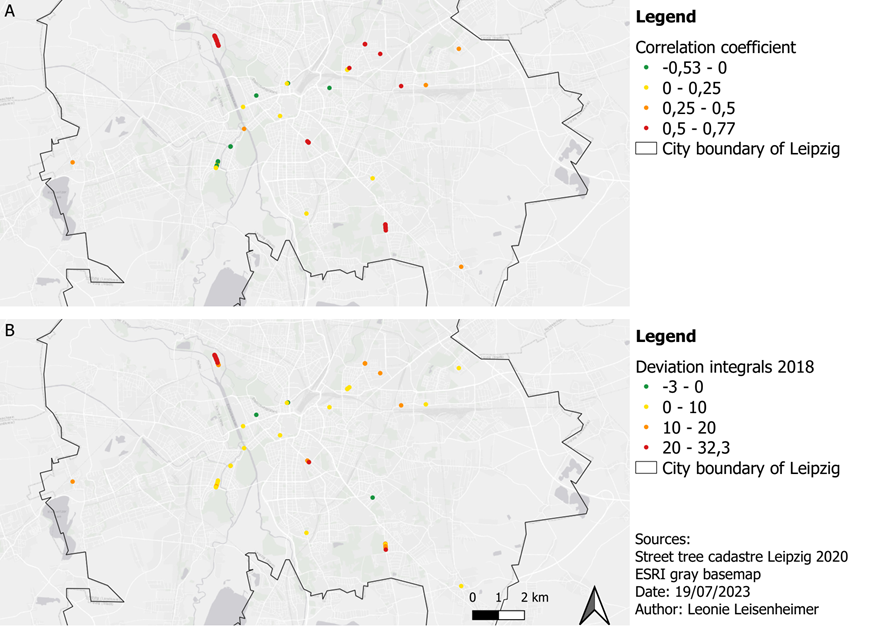 A
Legend
Correlation coefficient
-0,53 - 0
0 - 0,25
0,25 - 0,5
0,5 - 0,77
City boundary of Leipzig
B
Legend
Deviation integrals 2018
-3 - 0
0 - 10
10 - 20
20 - 32,3
City boundary of Leipzig
0 1 2 km
Sources:
Street tree cadastre Leipzig 2020
ESRI gray basemap
Date: 19/07/2023
Author: Leonie Leisenheimer